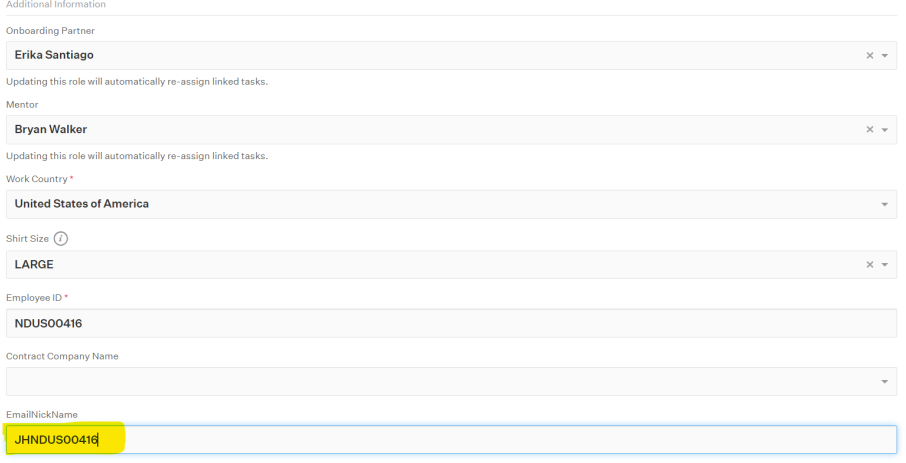 Additional Information
Onboarding Partner
Erika Santiago
Updating this role will automatically re-assign linked tasks.
Mentor
Bryan Walker
Updating this role will automatically re-assign linked tasks.
Work Country *
United States of America
Shirt Size i
LARGE
Employee ID *
NDUS00416
Contract Company Name
EmailNickName
JHNDUS00416